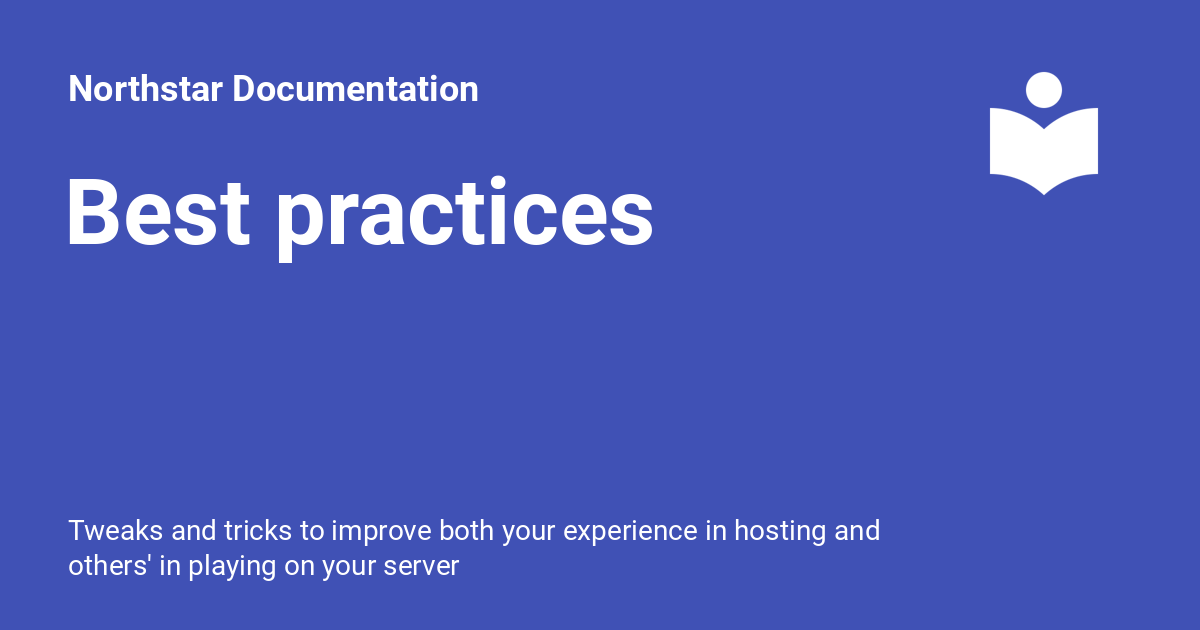 Northstar Documentation
Best practices
Tweaks and tricks to improve both your experience in hosting and
others' in playing on your server